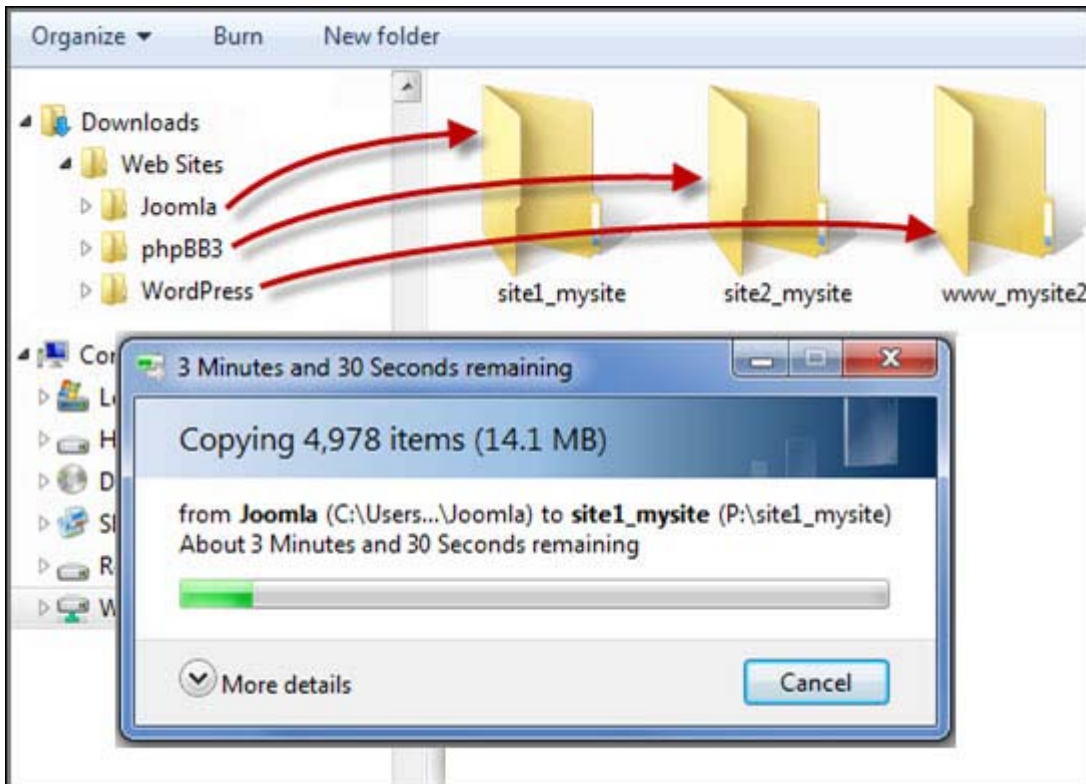 Organize Burn New folder
Downloads
Web Sites
Joomla
phpBB3
WordPress
site1_mysite site2_mysite www_mysite2
3 Minutes and 30 Seconds remaining
Copying 4,978 items (14.1 MB)
from Joomla (C:\Users...\Joomla) to site1_mysite (P:\site1_mysite)
About 3 Minutes and 30 Seconds remaining
More details Cancel